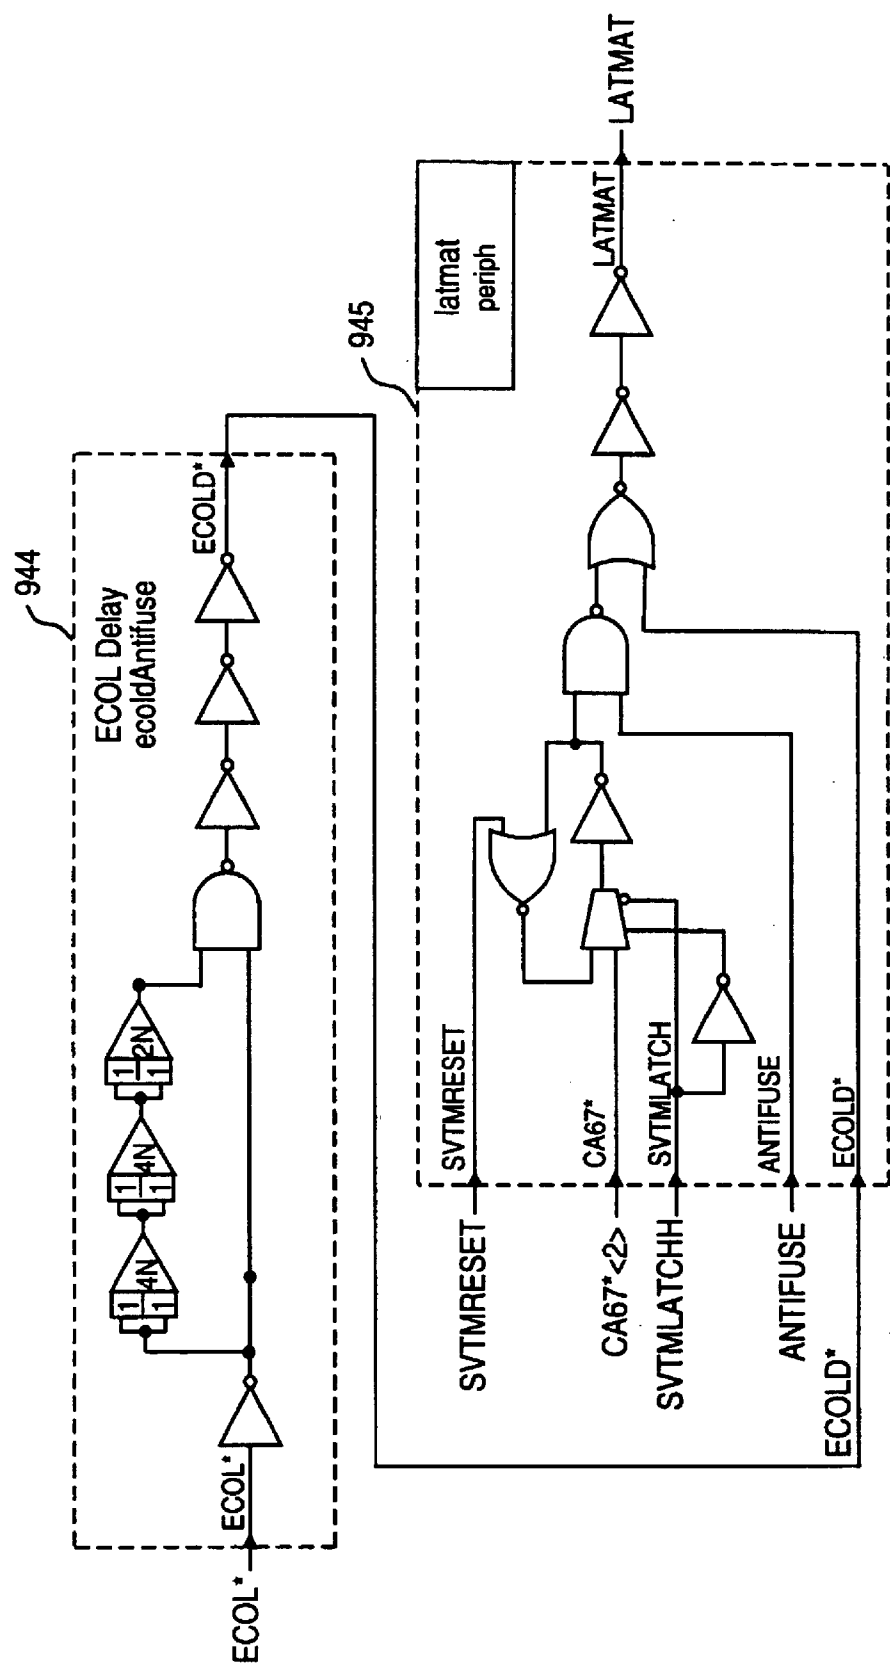 944
ECOL Delay
ecoldAntifuse
ECOL*
ECOL*
1
1
4N
1
1
4N
1
1
2N
ECOLD*
945
latmat
periph
SVTMRESET
SVTMRESET
CA67*<2>
CA67*
SVTMLATCHH
SVTMLATCH
ANTIFUSE
ANTIFUSE
ECOLD*
ECOLD*
LATMAT
LATMAT